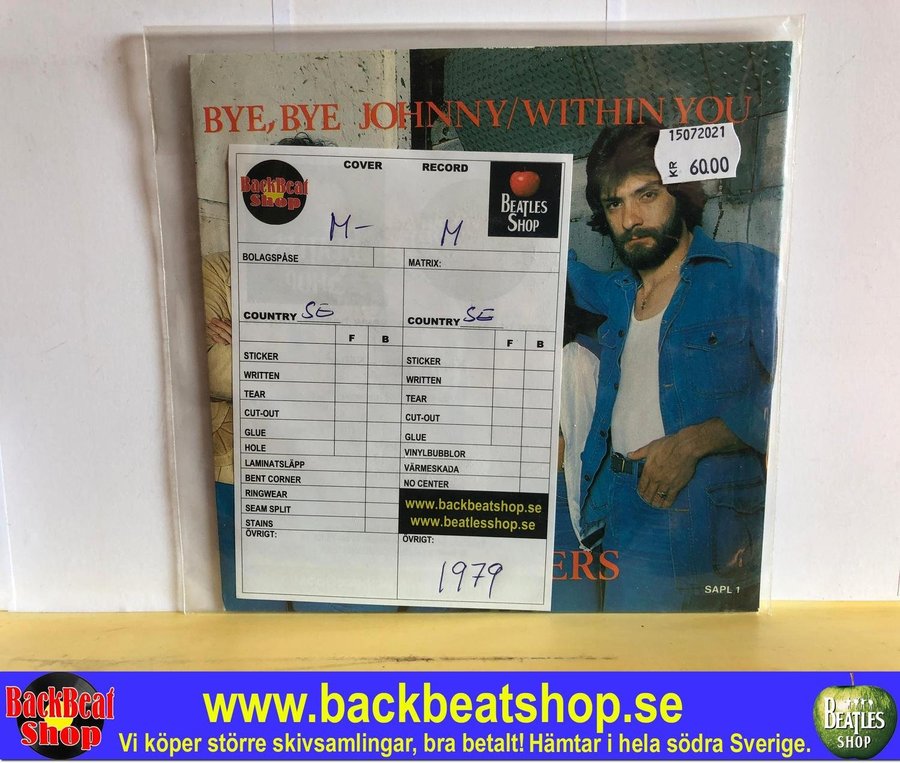 BYE, BYE JOHNNY/WITHIN YOU
15072021
KR 60.00
COVER RECORD
BackBeat Shop
BEATLES SHOP
M- M
BOLAGSPÅSE MATRIX:
COUNTRY SE COUNTRY SE
F B F B
STICKER STICKER
WRITTEN WRITTEN
TEAR TEAR
CUT-OUT CUT-OUT
GLUE GLUE
HOLE VINYLBUBBLOR
LAMINATSLÄPP VÄRMESKADA
BENT CORNER NO CENTER
RINGWEAR
SEAM SPLIT
STAINS
www.backbeatshop.se
www.beatlesshop.se
ÖVRIGT: ÖVRIGT:
1979
ERS
SAPL 1
BackBeat Shop
www.backbeatshop.se
Vi köper större skivsamlingar, bra betalt! Hämtar i hela södra Sverige.
BEATLES SHOP